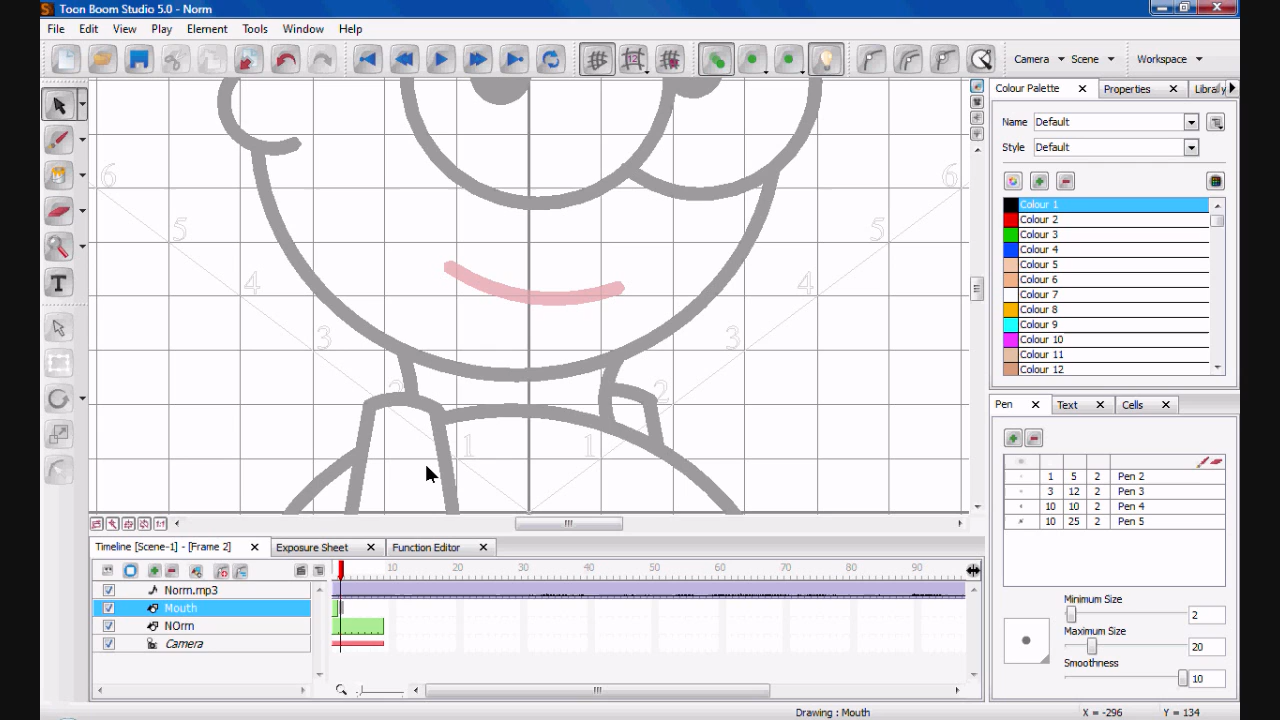 Toon Boom Studio 5.0 - Norm
File Edit View Play Element Tools Window Help
12 Camera Scene Workspace
Colour Palette Properties Library
Name Default
Style Default
Colour 1
Colour 2
Colour 3
Colour 4
Colour 5
Colour 6
Colour 7
Colour 8
Colour 9
Colour 10
Colour 11
Colour 12
6 6
5 5
4 4
3 3
2 2
1 1
T
Pen Text Cells
1 5 2 Pen 2
3 12 2 Pen 3
10 10 2 Pen 4
10 25 2 Pen 5
Minimum Size
2
Maximum Size
20
Smoothness
10
1:1
Timeline [Scene-1] - [Frame 2] Exposure Sheet Function Editor
10 20 30 40 50 60 70 80 90
Norm.mp3
Mouth
NOrm
Camera
Drawing : Mouth X = -296 Y = 134